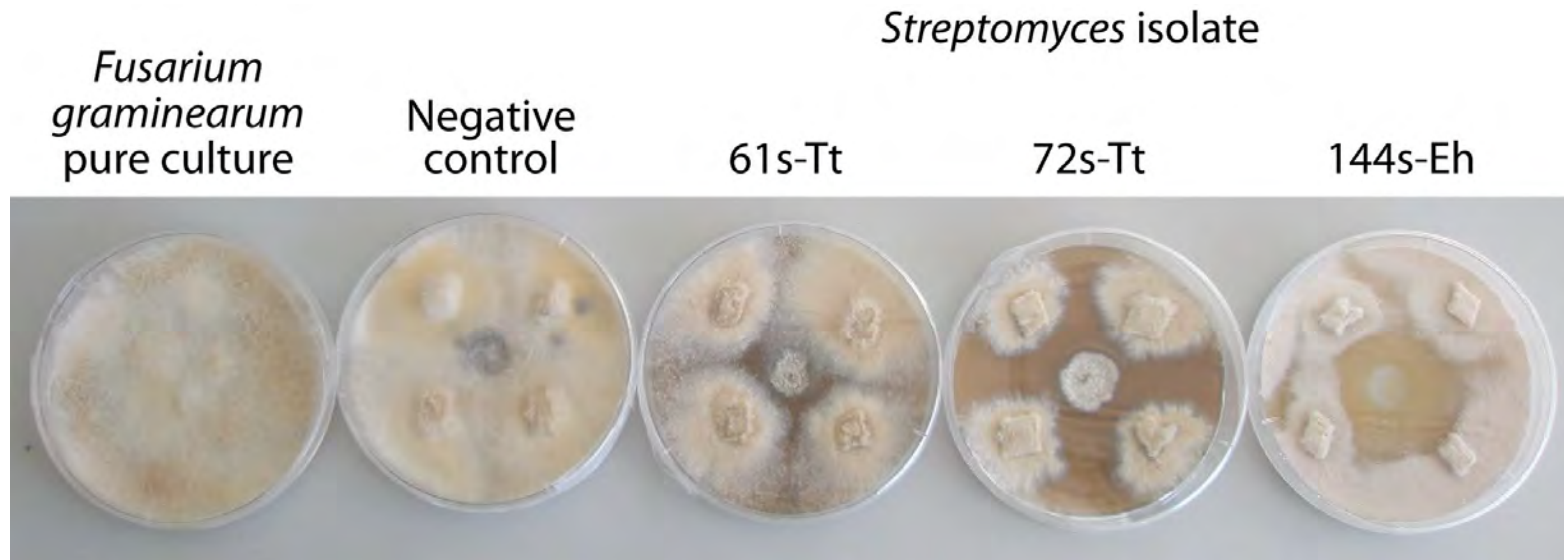 Streptomyces isolate
Fusarium
graminearum
pure culture
Negative
control
61s-Tt
72s-Tt
144s-Eh